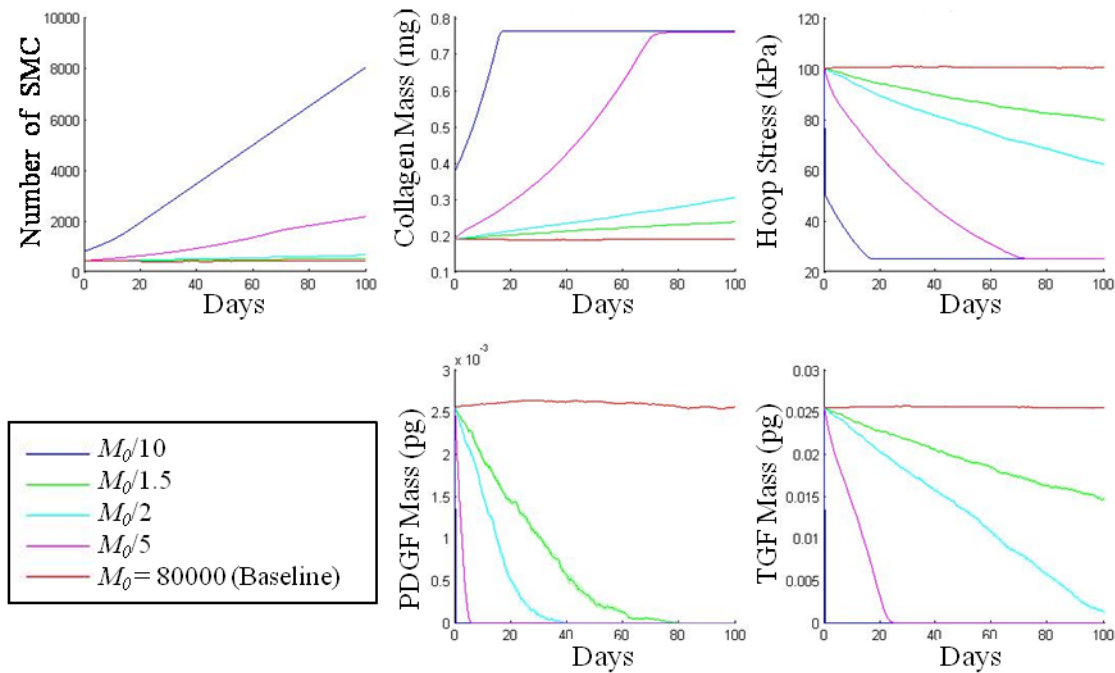 Number of SMC
10000
8000
6000
4000
2000
0
0 20 40 60 80 100
Days
Collagen Mass (mg)
0.8
0.7
0.6
0.5
0.4
0.3
0.2
0.1
0 20 40 60 80 100
Days
Hoop Stress (kPa)
120
100
80
60
40
20
0 20 40 60 80 100
Days
M0/10
M0/1.5
M0/2
M0/5
M0 = 80000 (Baseline)
PDGF Mass (pg)
x 10-3
3
2.5
2
1.5
1
0.5
0
0 20 40 60 80 100
Days
TGF Mass (pg)
0.03
0.025
0.02
0.015
0.01
0.005
0
0 20 40 60 80 100
Days